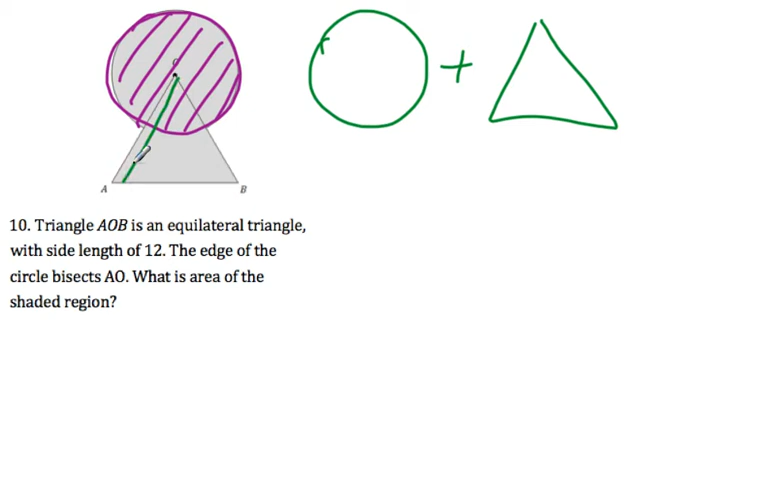 O
+
A
B
10. Triangle AOB is an equilateral triangle,
with side length of 12. The edge of the
circle bisects AO. What is area of the
shaded region?